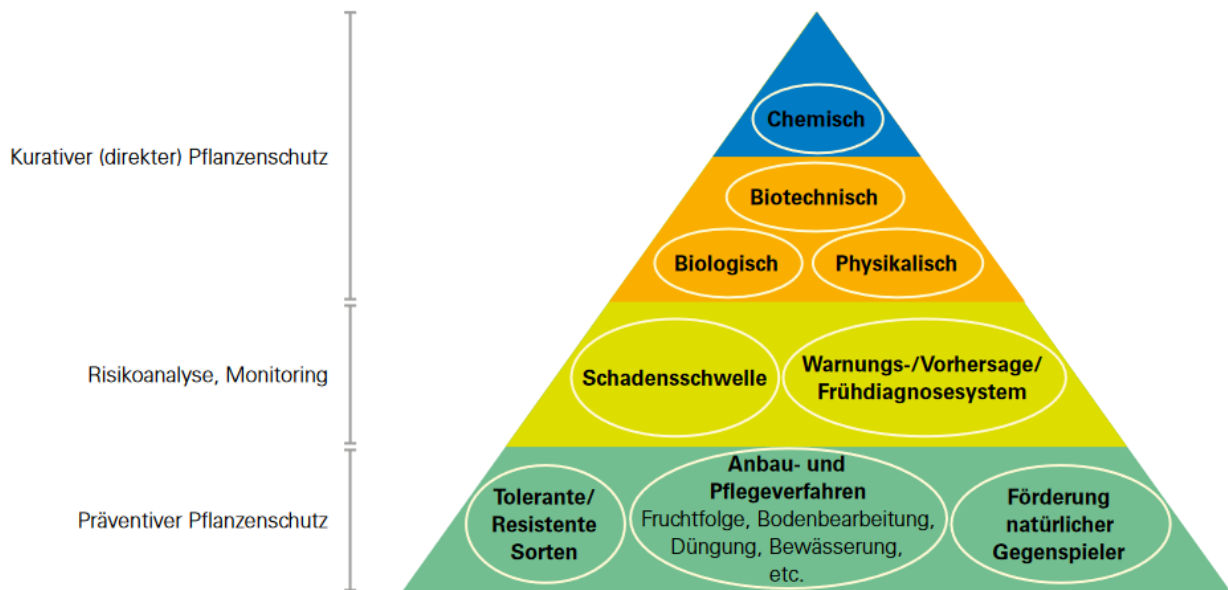 Kurativer (direkter) Pflanzenschutz
Chemisch
Biotechnisch
Biologisch
Physikalisch
Risikoanalyse, Monitoring
Schadensschwelle
Warnungs-/Vorhersage/
Frühdiagnosesystem
Präventiver Pflanzenschutz
Tolerante/
Resistente
Sorten
Anbau- und
Pflegeverfahren
Fruchtfolge, Bodenbearbeitung,
Düngung, Bewässerung,
etc.
Förderung
natürlicher
Gegenspieler